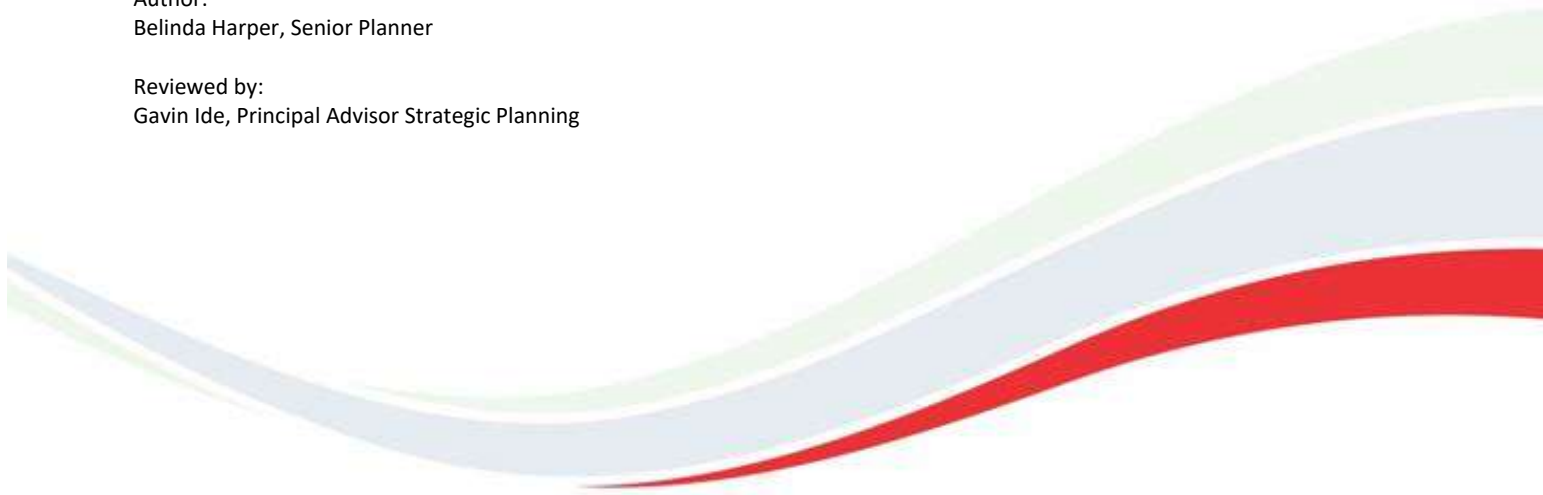 Author:
Belinda Harper, Senior Planner
Reviewed by:
Gavin Ide, Principal Advisor Strategic Planning